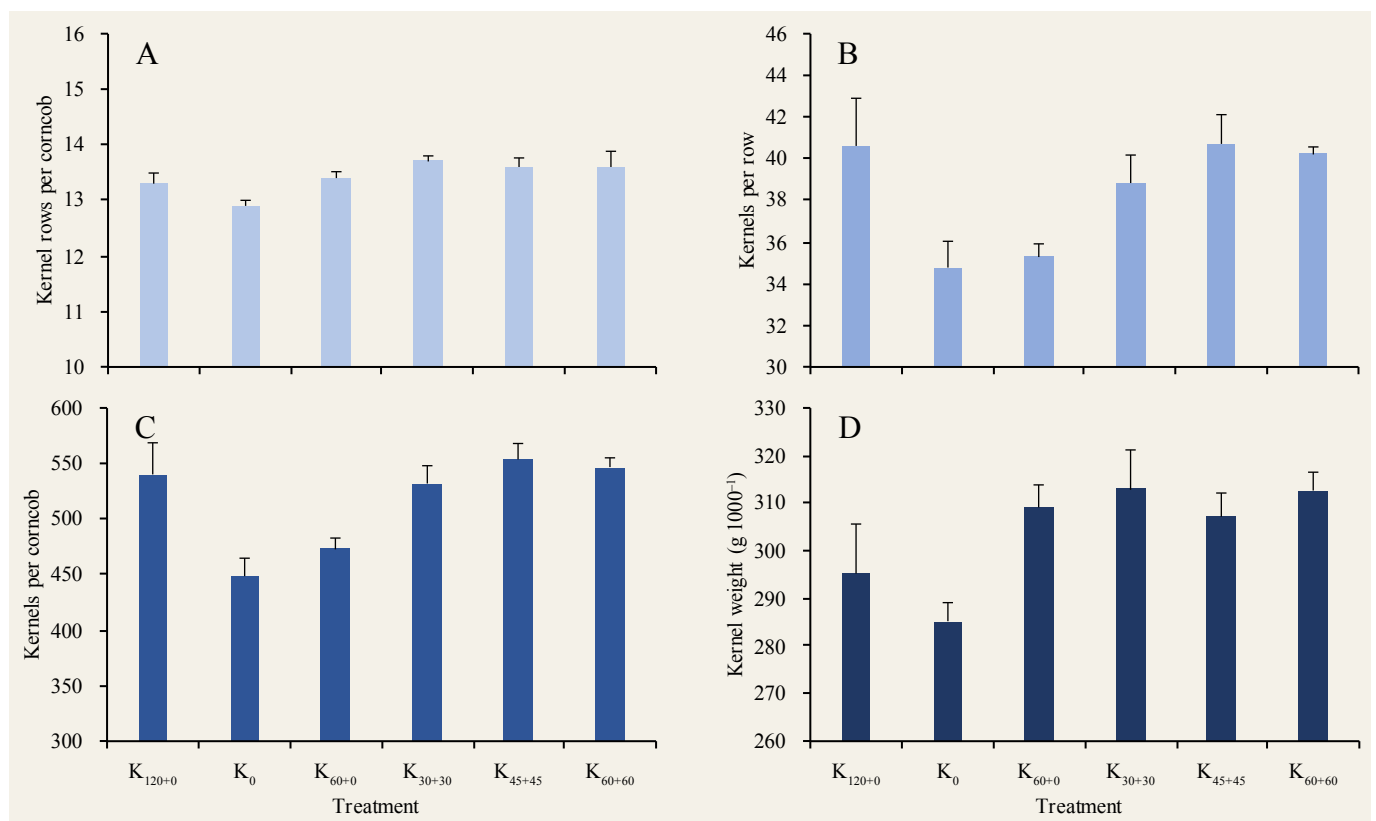 A
Kernel rows per corncob
16
15
14
13
12
11
10
B
Kernels per row
46
44
42
40
38
36
34
32
30
C
Kernels per corncob
600
550
500
450
400
350
300
K120+0 K0 K60+0 K30+30 K45+45 K60+60
Treatment
D
Kernel weight (g 1000⁻¹)
330
320
310
300
290
280
270
260
K120+0 K0 K60+0 K30+30 K45+45 K60+60
Treatment